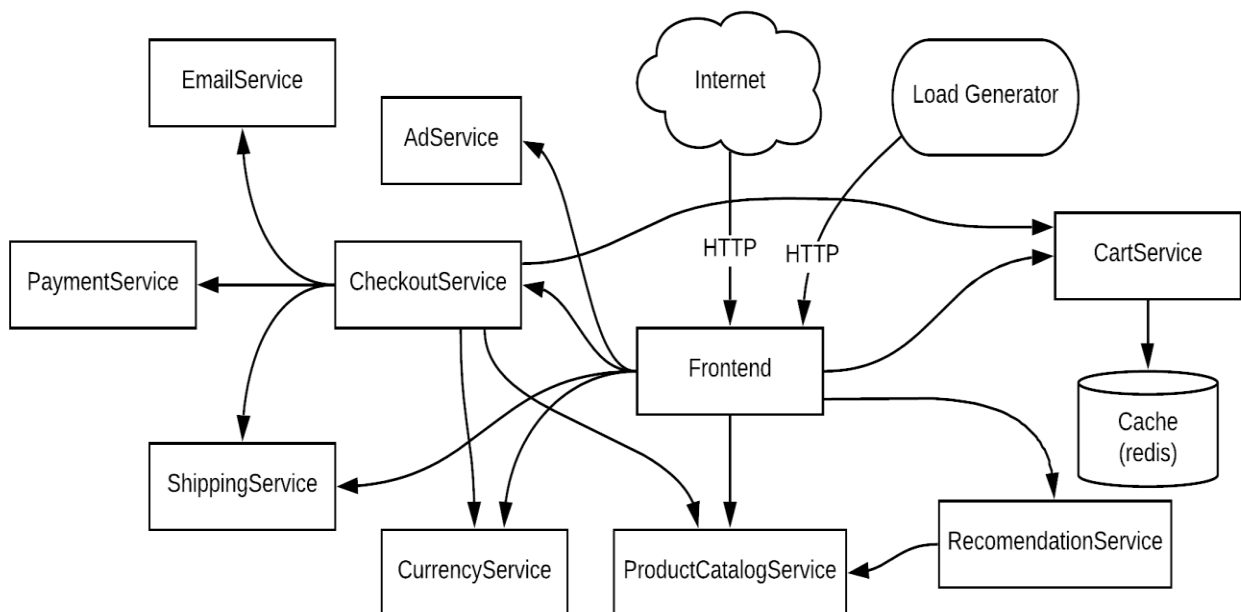 EmailService
AdService
Internet
Load Generator
PaymentService
CheckoutService
HTTP
HTTP
CartService
Frontend
Cache
(redis)
ShippingService
CurrencyService
ProductCatalogService
RecomendationService